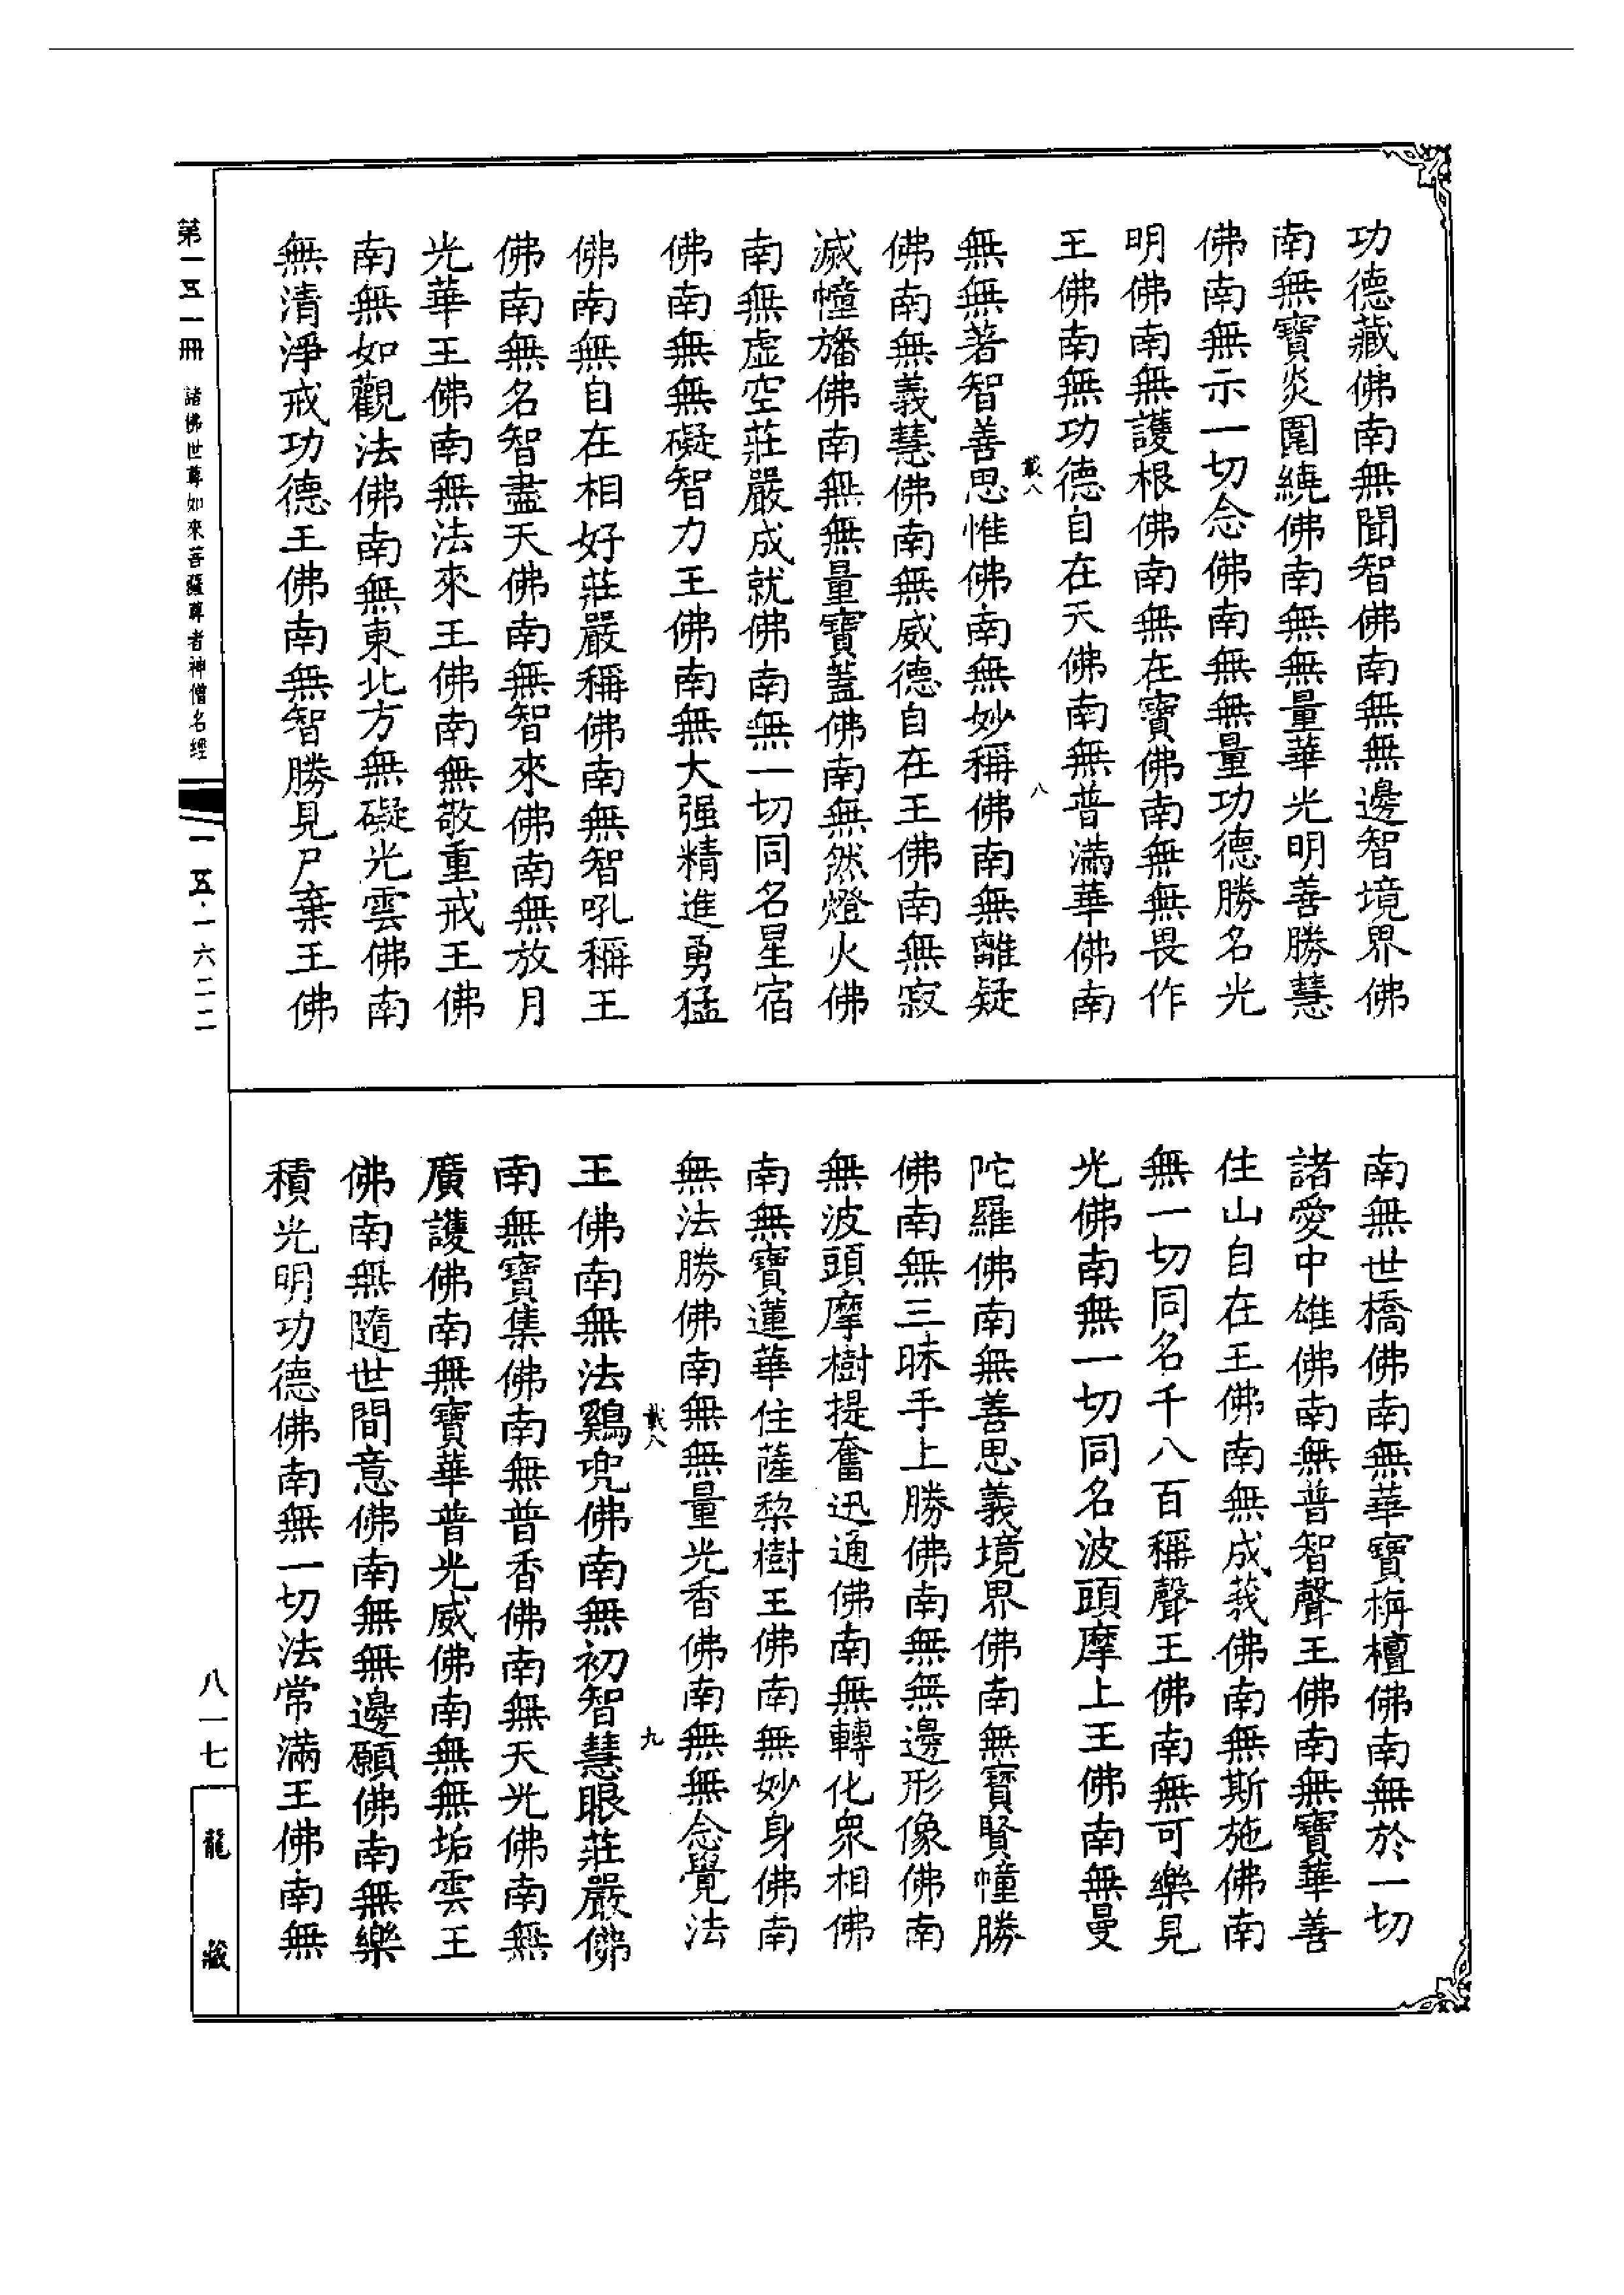 功德藏佛南無聞智佛南無無邊智境界佛
南無寶炎圍繞佛南無無量華光明善勝慧
佛南無示一切念佛南無無量功德勝名光
明佛南無護根佛南無在寶佛南無無畏作
王佛南無功德自在天佛南無普滿華佛南
載八
八
無無著智善思惟佛南無妙稱佛南無離疑
佛南無義慧佛南無威德自在王佛南無寂
滅幢旛佛南無無量寶蓋佛南無然燈火佛
南無虛空莊嚴成就佛南無一切同名星宿
佛南無無礙智力王佛南無大强精進勇猛
佛南無自在相好莊嚴稱佛南無智吼稱王
佛南無名智盡天佛南無智來佛南無放月
光華王佛南無法來王佛南無敬重戒王佛
南無如觀法佛南無東北方無礙光雲佛南
無清淨戒功德王佛南無智勝見尸棄王佛
南無世橋佛南無華寶栴檀佛南無於一切
諸愛中雄佛南無普智聲王佛南無寶華善
住山自在王佛南無成莪佛南無斯施佛南
無一切同名千八百稱聲王佛南無可樂見
光佛南無一切同名波頭摩上王佛南無曼
陀羅佛南無善思義境界佛南無寶賢幢勝
佛南無三昧手上勝佛南無無邊形像佛南
無波頭摩樹提奮迅通佛南無轉化衆相佛
南無寶蓮華住薩棃樹王佛南無妙身佛南
無法勝佛南無無量光香佛南無無念覺法
載八
九
王佛南無法鷄兜佛南無初智慧眼莊嚴佛
南無寶集佛南無普香佛南無天光佛南無
廣護佛南無寶華普光威佛南無無垢雲王
佛南無隨世間意佛南無無邊願佛南無樂
積光明功德佛南無一切法常滿王佛南無
第一五一冊 諸佛世尊如來菩薩尊者神僧名經
一五·一六二二
八一七
龍藏